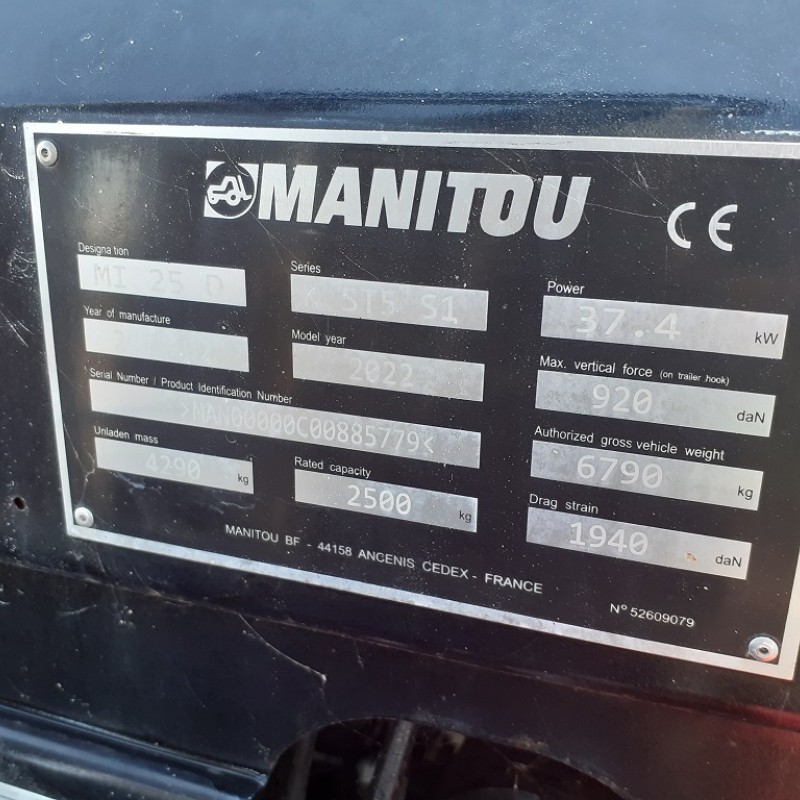 MANITOU
CE
Designation
MI 25 D
Series
ST5 S1
Power
37.4 kW
Year of manufacture
Model year
2022
Max. vertical force (on trailer hook)
920 daN
Serial Number / Product Identification Number
>MAN00000C00885779<
Authorized gross vehicle weight
6790 kg
Unladen mass
4290 kg
Rated capacity
2500 kg
Drag strain
1940 daN
MANITOU BF - 44158 ANCENIS CEDEX - FRANCE
N° 52609079